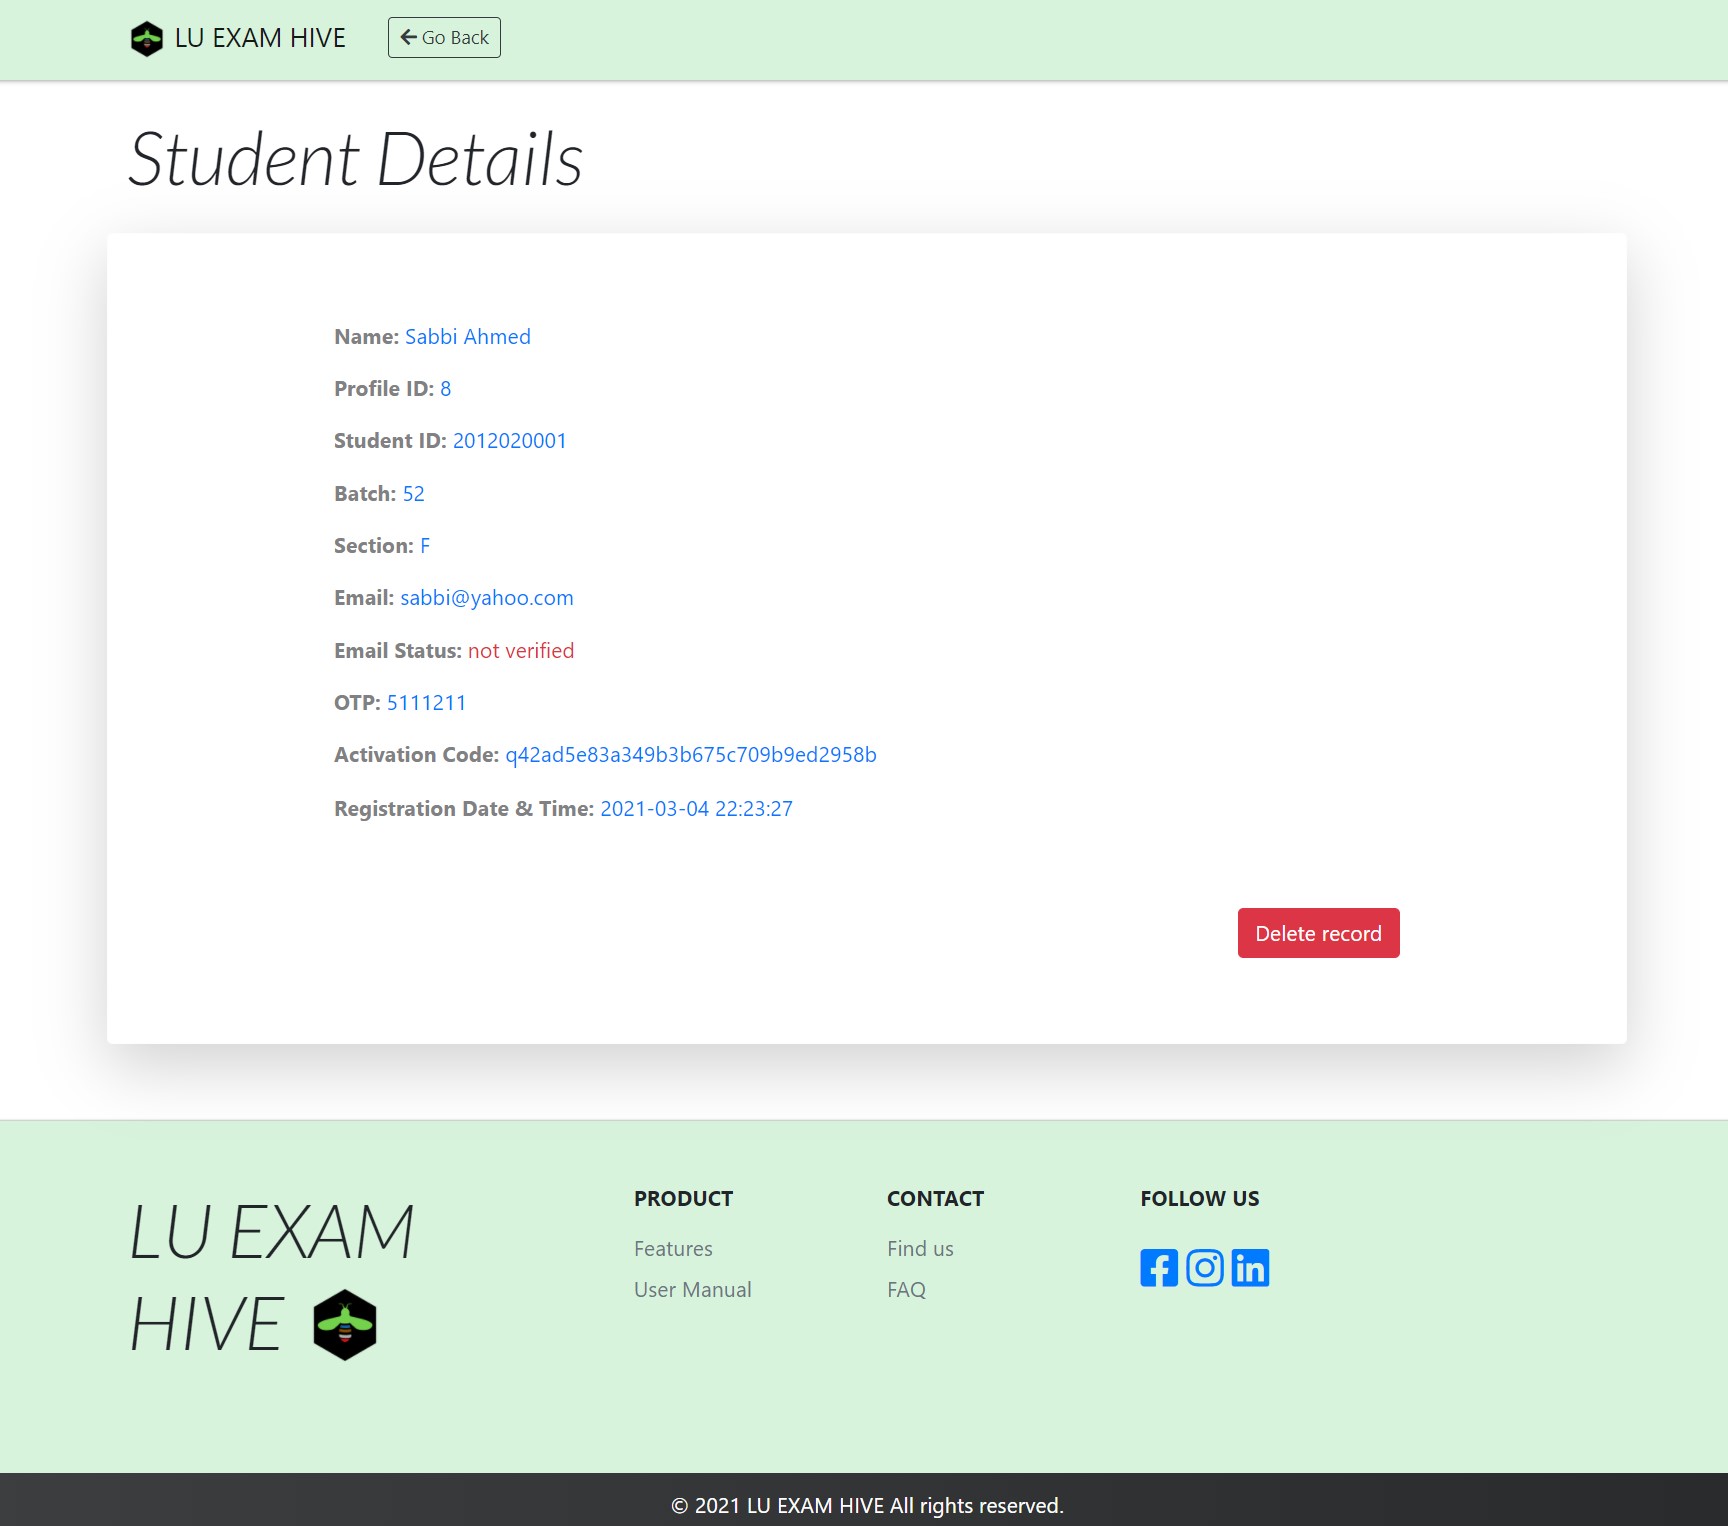 LU EXAM HIVE
Go Back
Student Details
Name: Sabbi Ahmed
Profile ID: 8
Student ID: 2012020001
Batch: 52
Section: F
Email: sabbi@yahoo.com
Email Status: not verified
OTP: 5111211
Activation Code: q42ad5e83a349b3b675c709b9ed2958b
Registration Date & Time: 2021-03-04 22:23:27
Delete record
LU EXAM
HIVE
PRODUCT
Features
User Manual
CONTACT
Find us
FAQ
FOLLOW US
© 2021 LU EXAM HIVE All rights reserved.